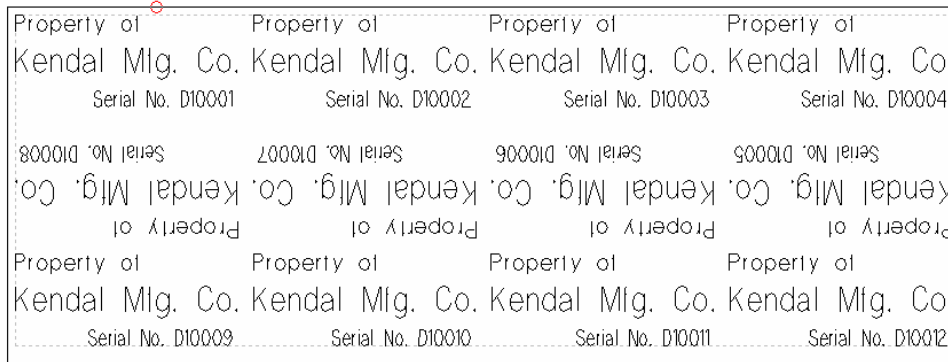 Property of Property of Property of Property of
Kendal Mfg. Co. Kendal Mfg. Co. Kendal Mfg. Co. Kendal Mfg. Co
Serial No. D10001 Serial No. D10002 Serial No. D10003 Serial No. D10004
Property of Property of Property of Property of
Kendal Mfg. Co. Kendal Mfg. Co. Kendal Mfg. Co. Kendal Mfg. Co.
Serial No. D10005 Serial No. D10006 Serial No. D10007 Serial No. D10008
Property of Property of Property of Property of
Kendal Mfg. Co. Kendal Mfg. Co. Kendal Mfg. Co. Kendal Mfg. Co
Serial No. D10009 Serial No. D10010 Serial No. D10011 Serial No. D10012